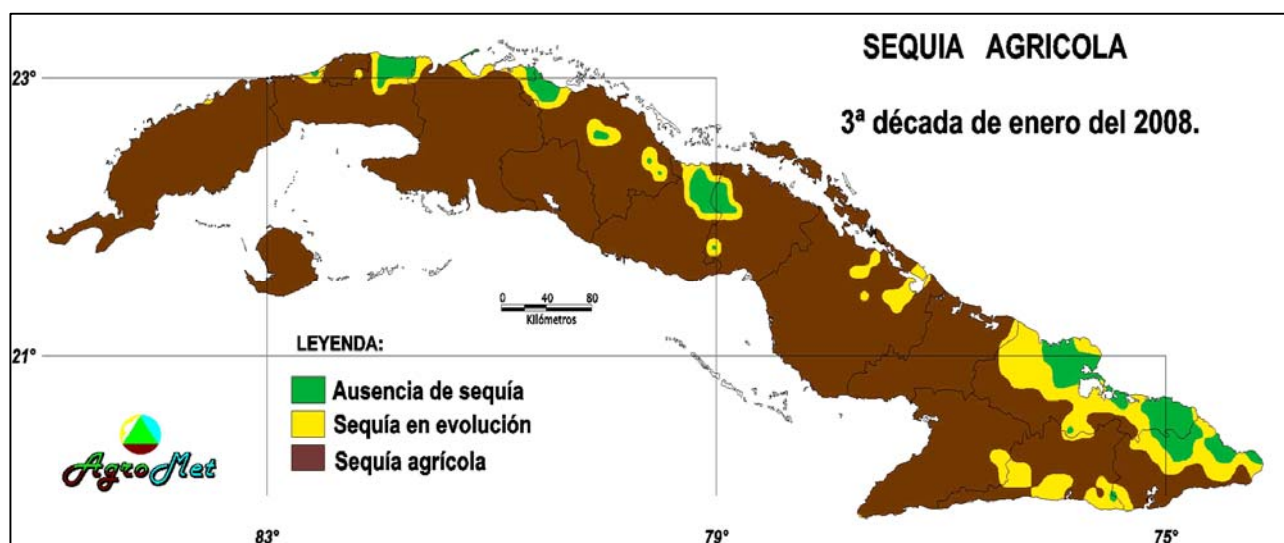 SEQUIA AGRICOLA
3ª década de enero del 2008.
23°
21°
0 40 80
Kilómetros
LEYENDA:
Ausencia de sequía
Sequía en evolución
Sequía agrícola
AgroMet
83°
79°
75°